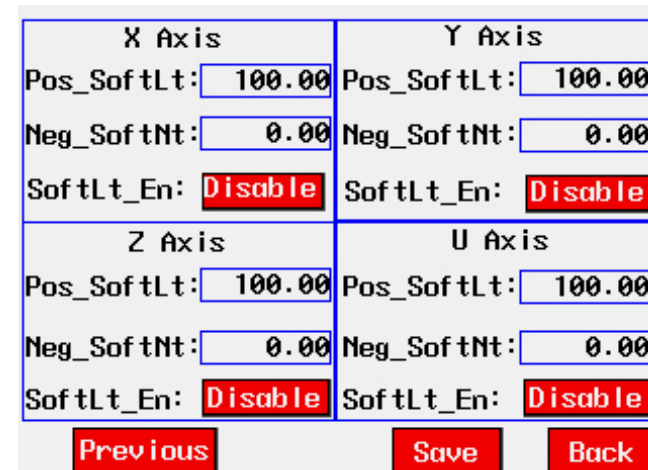 X Axis
Pos_SoftLt: 100.00
Neg_SoftNt: 0.00
SoftLt_En: Disable
Y Axis
Pos_SoftLt: 100.00
Neg_SoftNt: 0.00
SoftLt_En: Disable
Z Axis
Pos_SoftLt: 100.00
Neg_SoftNt: 0.00
SoftLt_En: Disable
U Axis
Pos_SoftLt: 100.00
Neg_SoftNt: 0.00
SoftLt_En: Disable
Previous Save Back